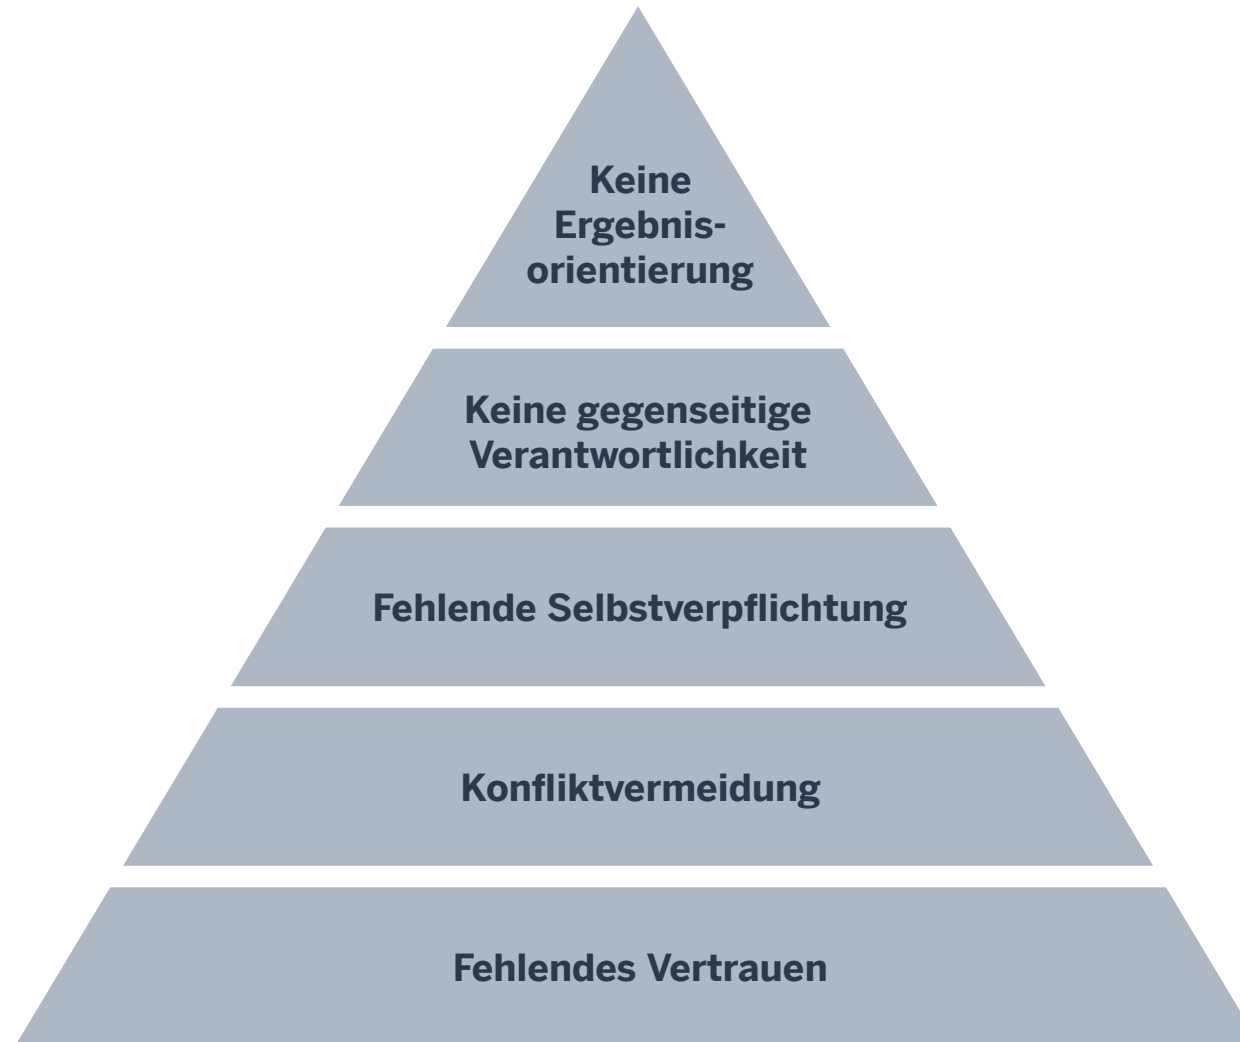 Keine
Ergebnis-
orientierung
Keine gegenseitige
Verantwortlichkeit
Fehlende Selbstverpflichtung
Konfliktvermeidung
Fehlendes Vertrauen